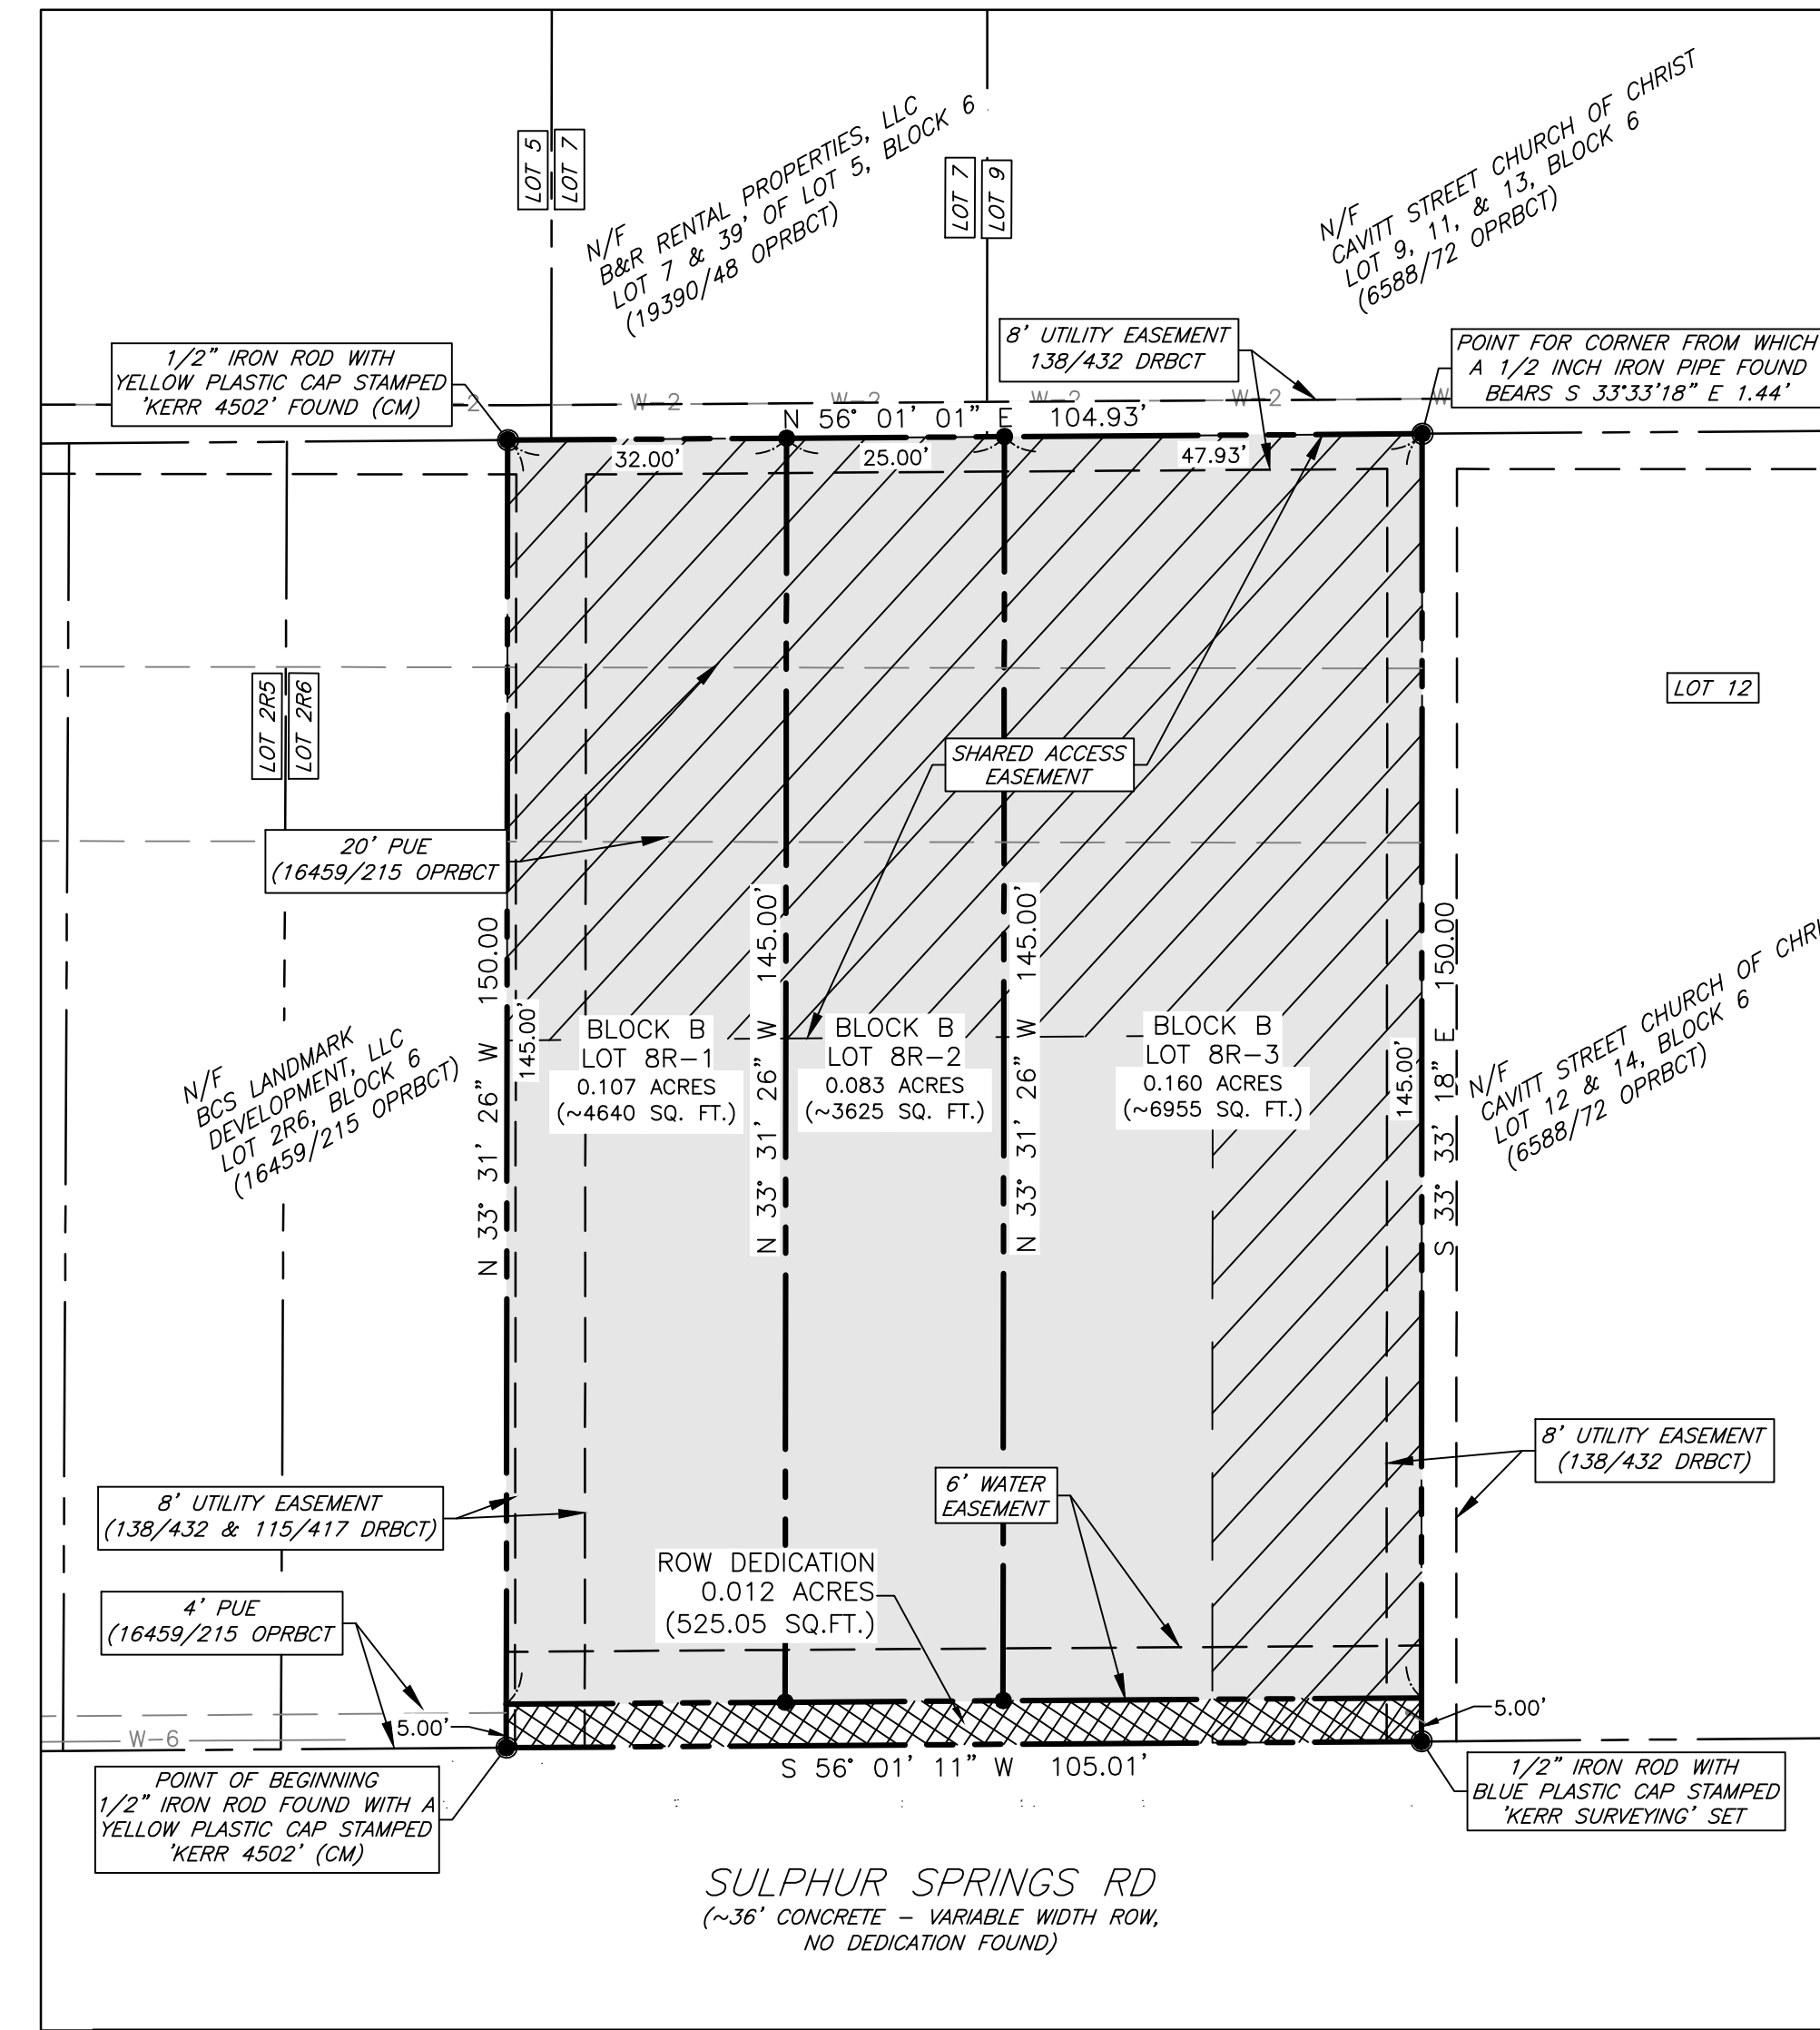 LOT 5
LOT 7
N/F
B&R RENTAL PROPERTIES, LLC
LOT 7 & 39' OF LOT 5, BLOCK 6
(19390/48 OPRBCT)
LOT 7
LOT 9
N/F
CAVITT STREET CHURCH OF CHRIST
LOT 9, 11, & 13, BLOCK 6
(6588/72 OPRBCT)
1/2" IRON ROD WITH
YELLOW PLASTIC CAP STAMPED
'KERR 4502' FOUND (CM)
8' UTILITY EASEMENT
138/432 DRBCT
POINT FOR CORNER FROM WHICH
A 1/2 INCH IRON PIPE FOUND
BEARS S 33°33'18" E 1.44'
2
W-2
W-2
W-2
W-2
W
N 56° 01' 01" E 104.93'
32.00'
25.00'
47.93'
LOT 2R5
LOT 2R6
LOT 12
SHARED ACCESS
EASEMENT
20' PUE
(16459/215 OPRBCT
N 33° 31' 26" W 150.00
145.00'
N 33° 31' 26" W 145.00'
N 33° 31' 26" W 145.00'
145.00'
S 33° 33' 18" E 150.00
BLOCK B
LOT 8R-1
0.107 ACRES
(~4640 SQ. FT.)
BLOCK B
LOT 8R-2
0.083 ACRES
(~3625 SQ. FT.)
BLOCK B
LOT 8R-3
0.160 ACRES
(~6955 SQ. FT.)
N/F
BCS LANDMARK
DEVELOPMENT, LLC
LOT 2R6, BLOCK 6
(16459/215 OPRBCT)
N/F
CAVITT STREET CHURCH OF CHRI
LOT 12 & 14, BLOCK 6
(6588/72 OPRBCT)
8' UTILITY EASEMENT
(138/432 DRBCT)
8' UTILITY EASEMENT
(138/432 & 115/417 DRBCT)
6' WATER
EASEMENT
ROW DEDICATION
0.012 ACRES
(525.05 SQ.FT.)
4' PUE
(16459/215 OPRBCT
5.00'
W-6
5.00'
S 56° 01' 11" W 105.01'
POINT OF BEGINNING
1/2" IRON ROD FOUND WITH A
YELLOW PLASTIC CAP STAMPED
'KERR 4502' (CM)
1/2" IRON ROD WITH
BLUE PLASTIC CAP STAMPED
'KERR SURVEYING' SET
SULPHUR SPRINGS RD
(~36' CONCRETE – VARIABLE WIDTH ROW,
NO DEDICATION FOUND)